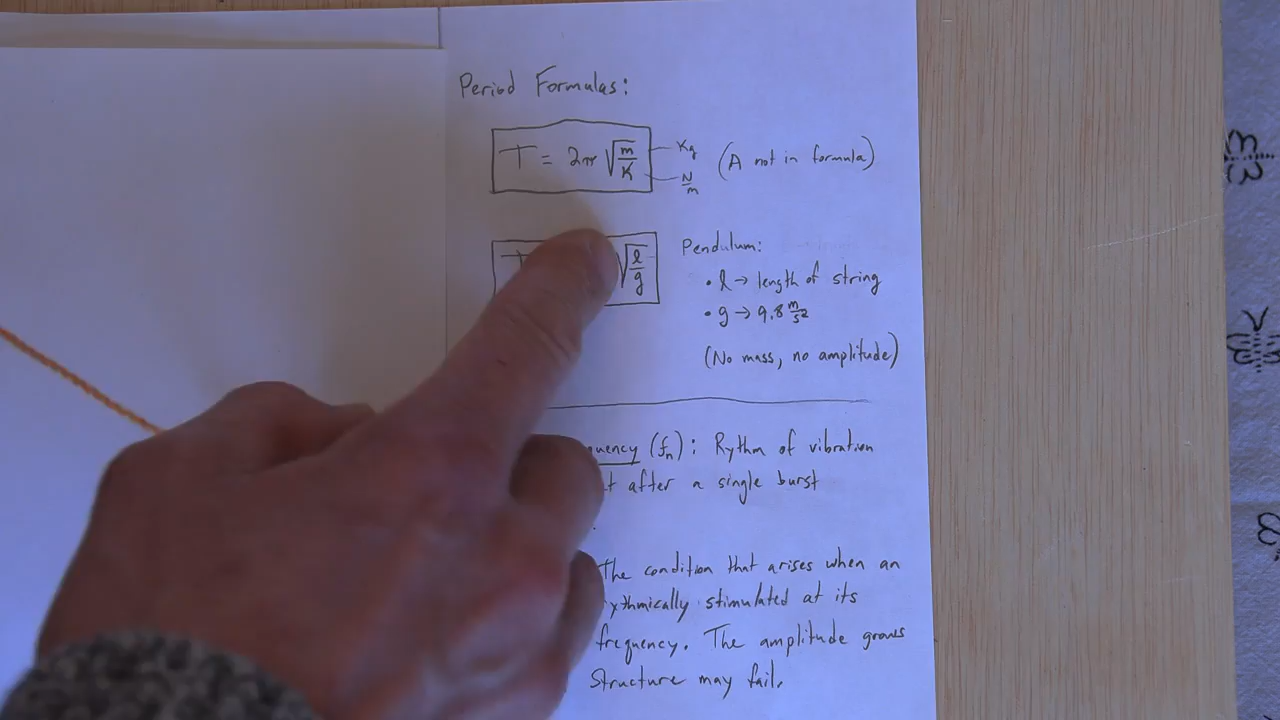 Period Formulas:
T = 2π √(m/K) Kg N/m (A not in formula)
T √(l/g)
Pendulum:
• l → length of string
• g → 9.8 m/s²
(No mass, no amplitude)
(fn): Rythm of vibration
after a single burst
The condition that arises when an
stimulated at its
frequency. The amplitude grows
structure may fail.